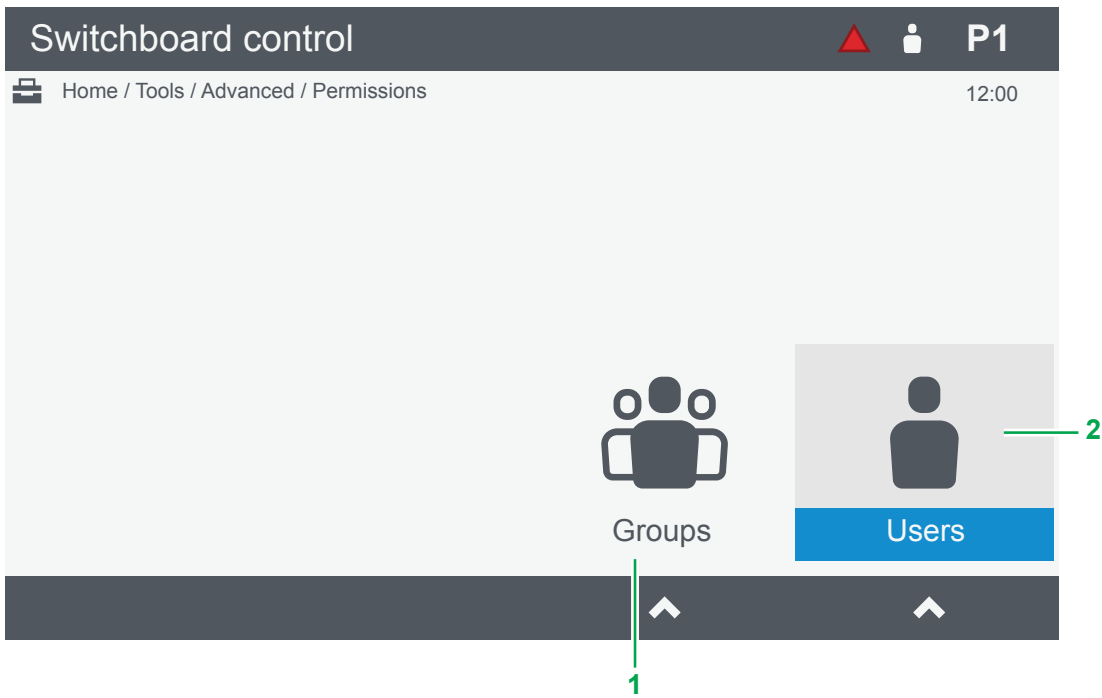 Switchboard control P1
Home / Tools / Advanced / Permissions 12:00
2
Groups Users
1